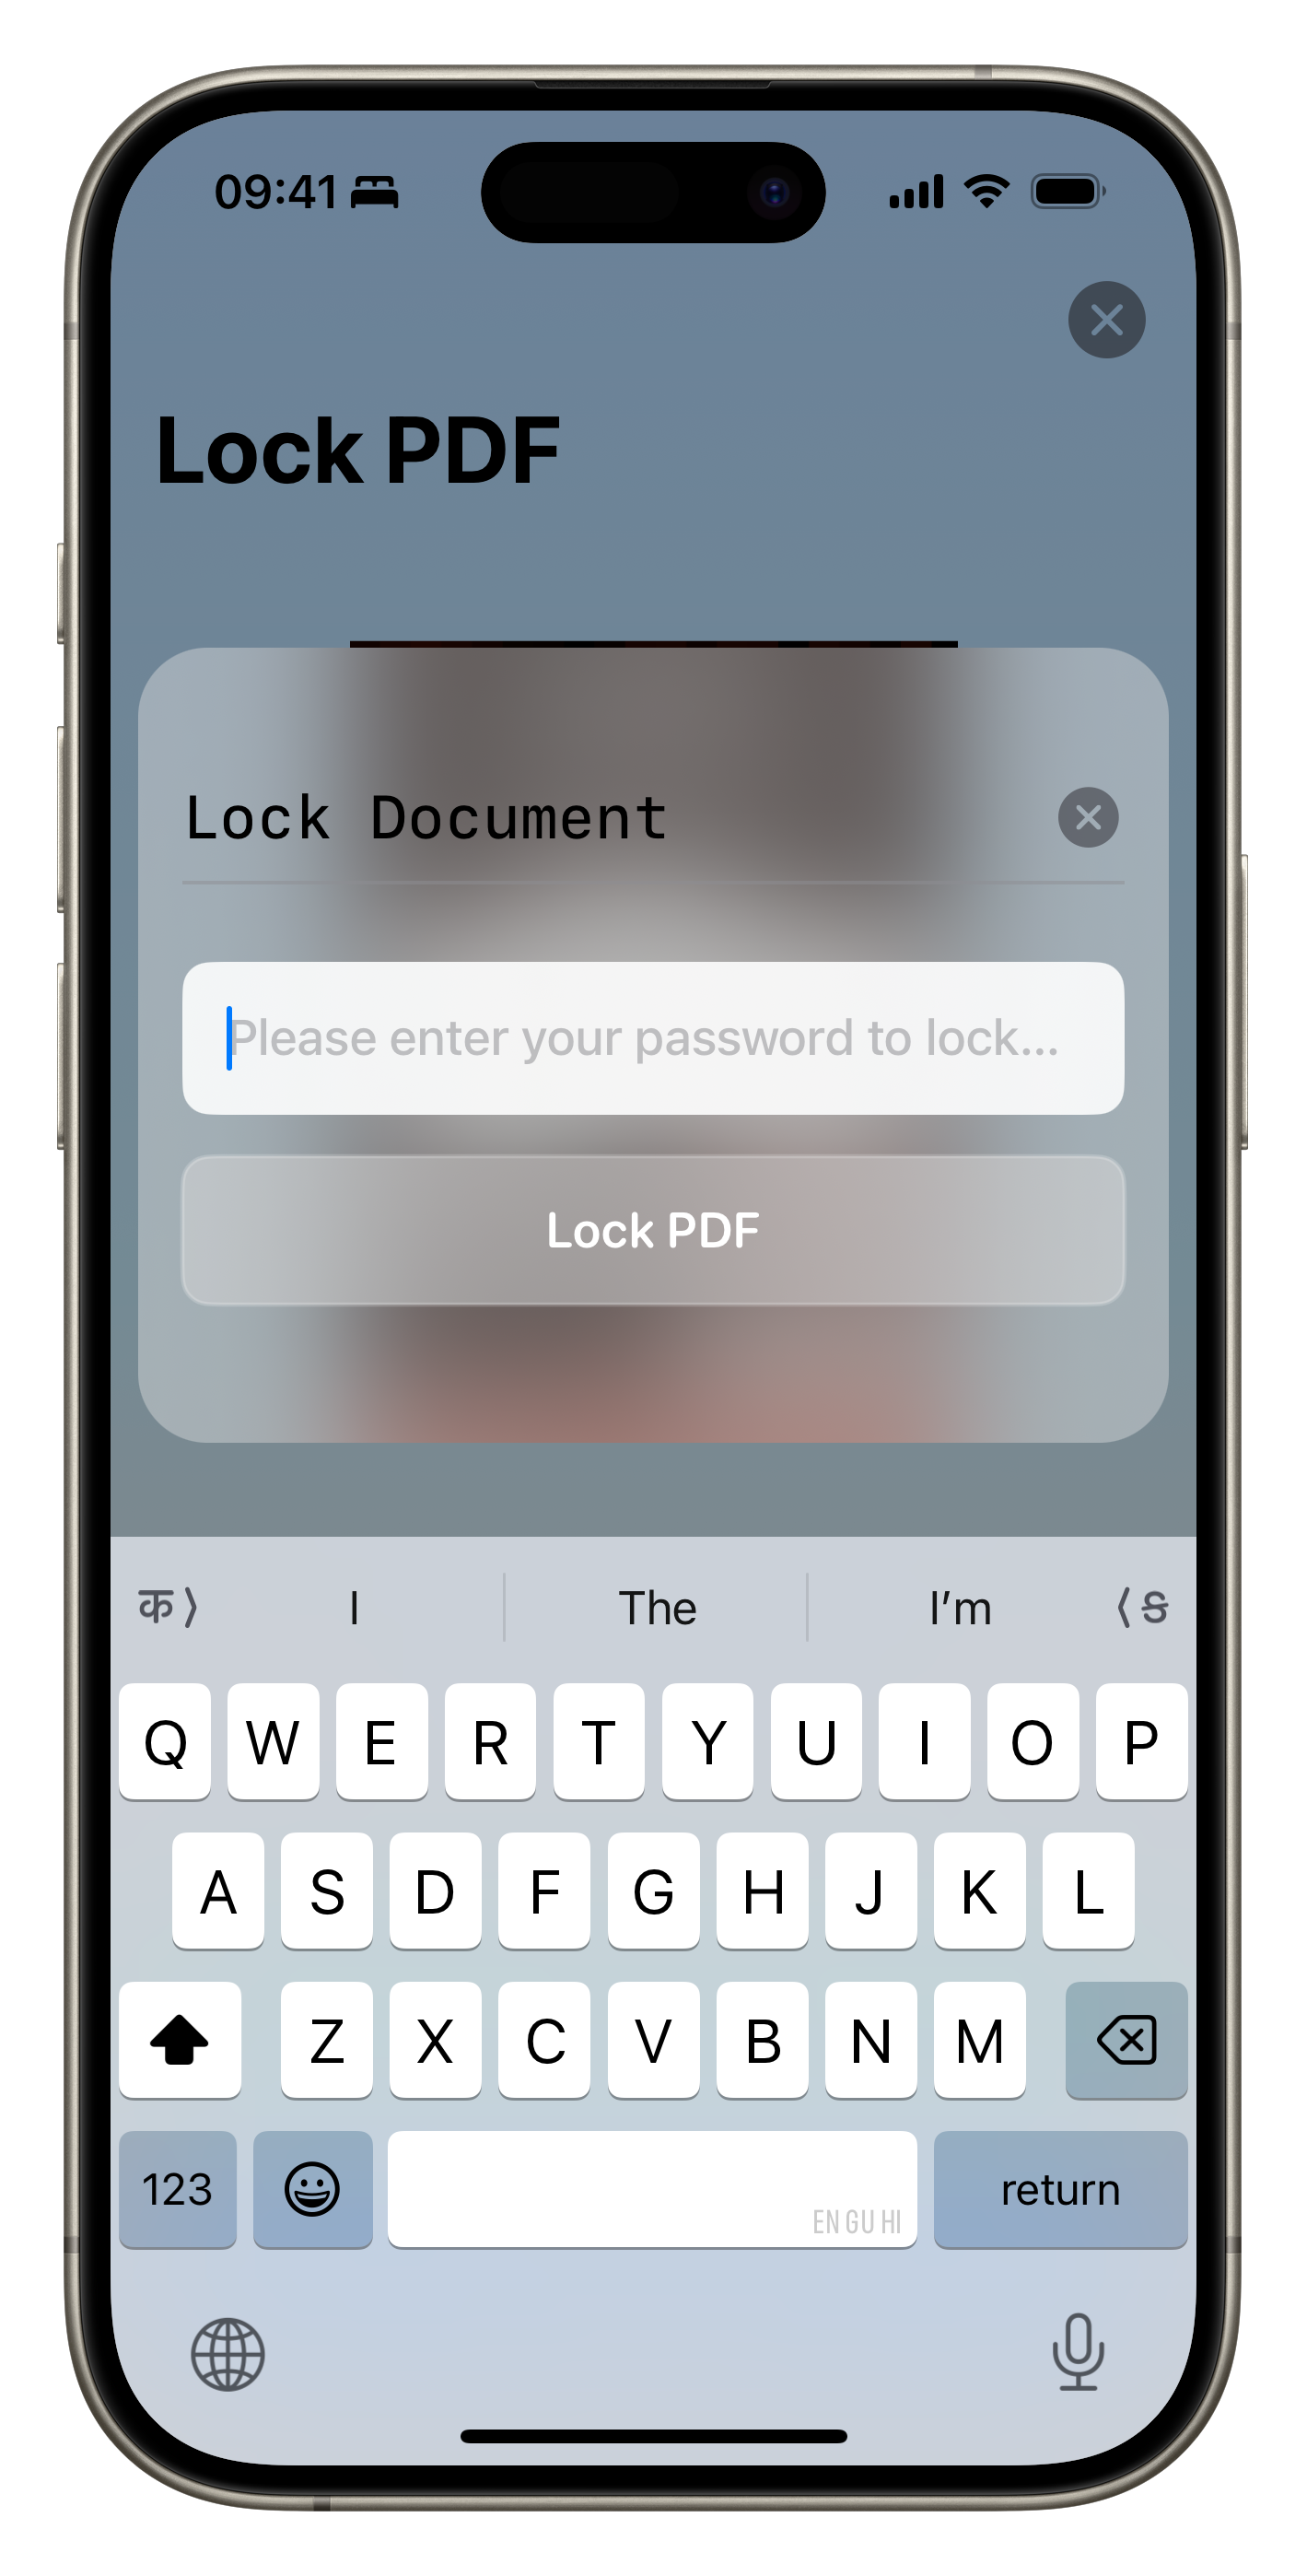 09:41
Lock PDF
Lock Document
Please enter your password to lock...
Lock PDF
क
I
The
I’m
ક
Q W E R T Y U I O P
A S D F G H J K L
Z X C V B N M
123
EN GU HI
return